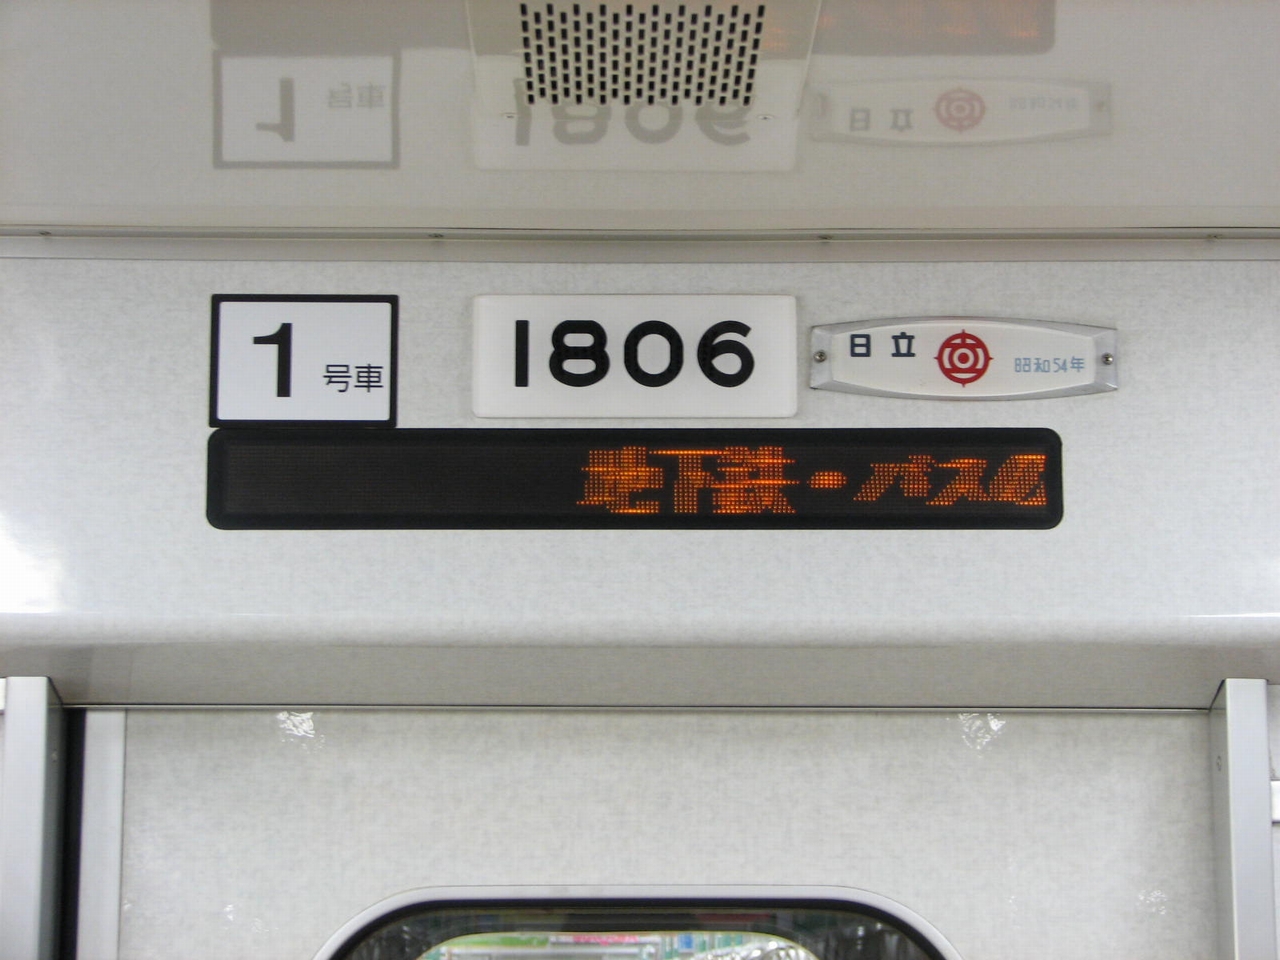 1号車
1806
日立 昭和54年
地下鉄・バス